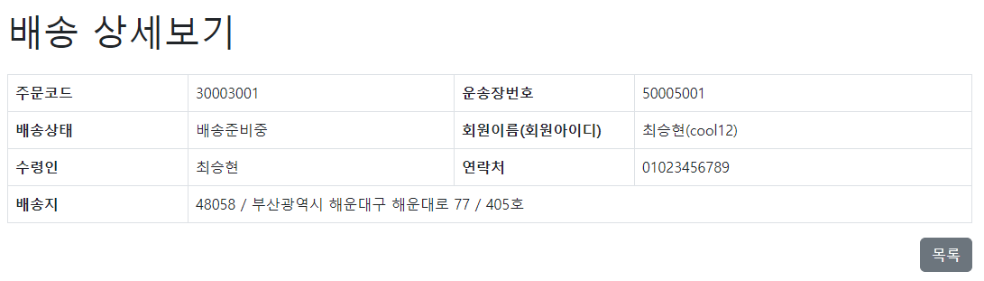 배송 상세보기
주문코드 30003001 운송장번호 50005001
배송상태 배송준비중 회원이름(회원아이디) 최승현(cool12)
수령인 최승현 연락처 01023456789
배송지 48058 / 부산광역시 해운대구 해운대로 77 / 405호
목록